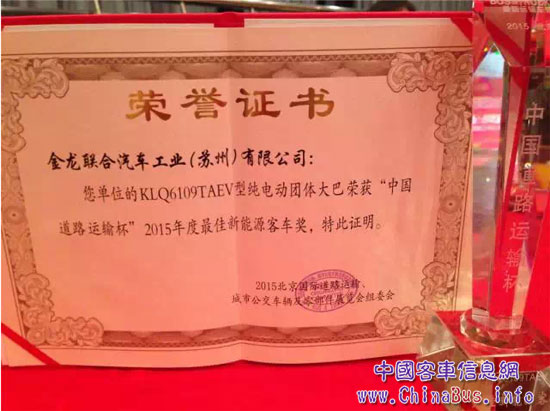 荣誉证书
金龙联合汽车工业(苏州)有限公司:
您单位的KLQ6109TAEV型纯电动团体大巴荣获“中国
道路运输杯”2015年度最佳新能源客车奖,特此证明。
2015北京国际道路运输、
城市公交车辆及零部件展览会组委会
中国道路运输杯
中國客車信息網
www.ChinaBus.info